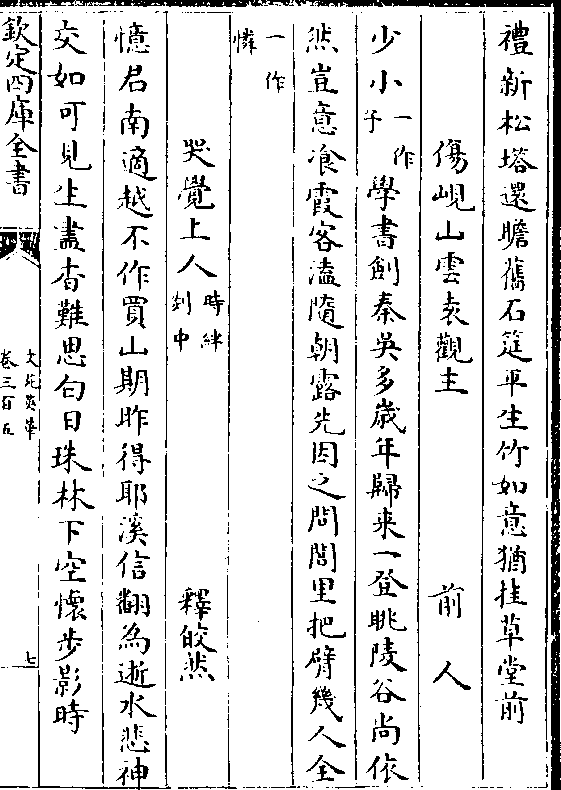 禮新松塔還瞻舊石筵平生竹如意猶挂草堂前
傷峴山雲表觀主　前人
少小一作子學書劍秦吳多歲年歸来一登眺陵谷尚依
然豈意飡霞客溘随朝露先因之問閭里把臂幾人全
一作憐
哭覺上人時絆剡中　釋皎然
憶君南適越不作買山期昨得耶溪信翻為逝水悲神
交如可見生盡杳難思白日珠林下空懷步影時
欽定四庫全書
文苑英華
卷三百五
七